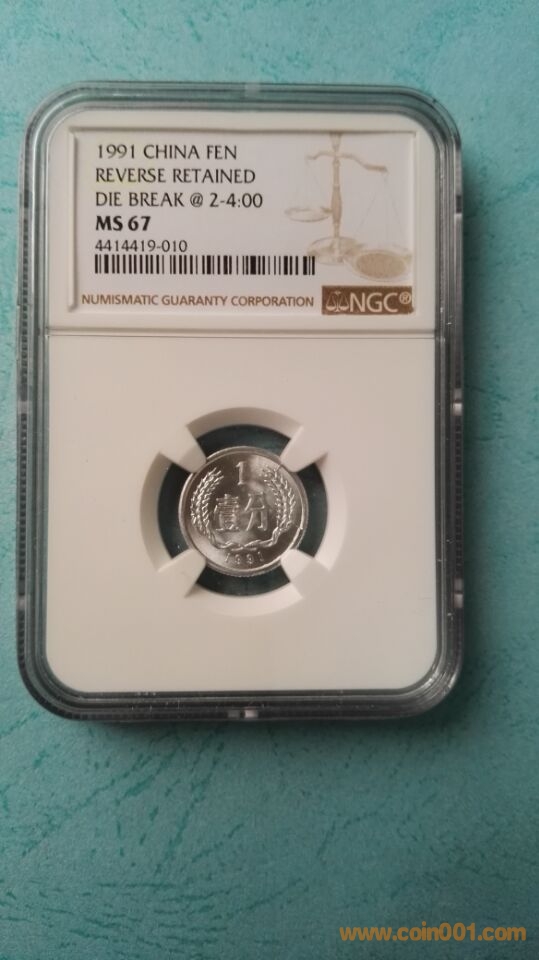 1991 CHINA FEN
REVERSE RETAINED
DIE BREAK @ 2-4:00
MS 67
4414419-010
NUMISMATIC GUARANTY CORPORATION
NGC®
1
壹分
1991
www.coin001.com